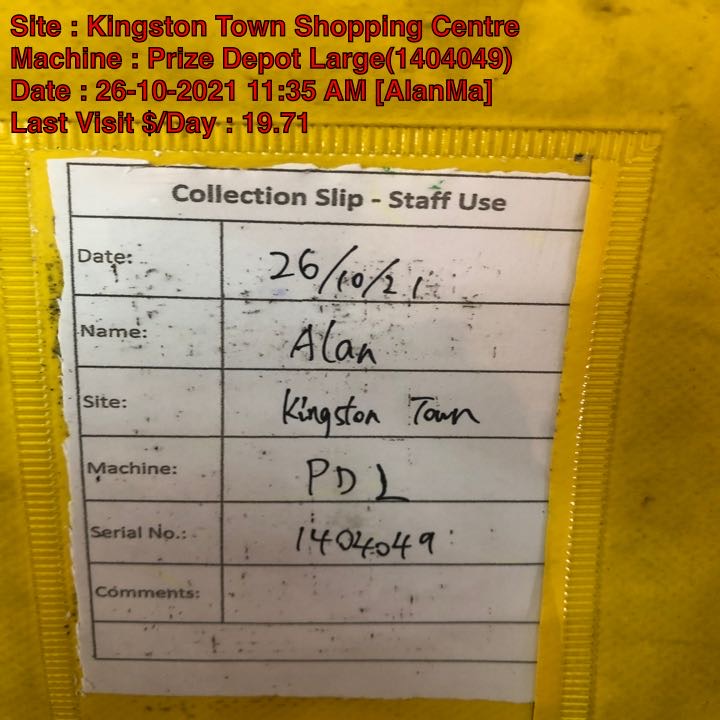 Site : Kingston Town Shopping Centre
Machine : Prize Depot Large(1404049)
Date : 26-10-2021 11:35 AM [AlanMa]
Last Visit $/Day : 19.71
Collection Slip - Staff Use
Date: 26/10/21
Name: Alan
Site: Kingston Town
Machine: PDL
Serial No.: 1404049
Comments: